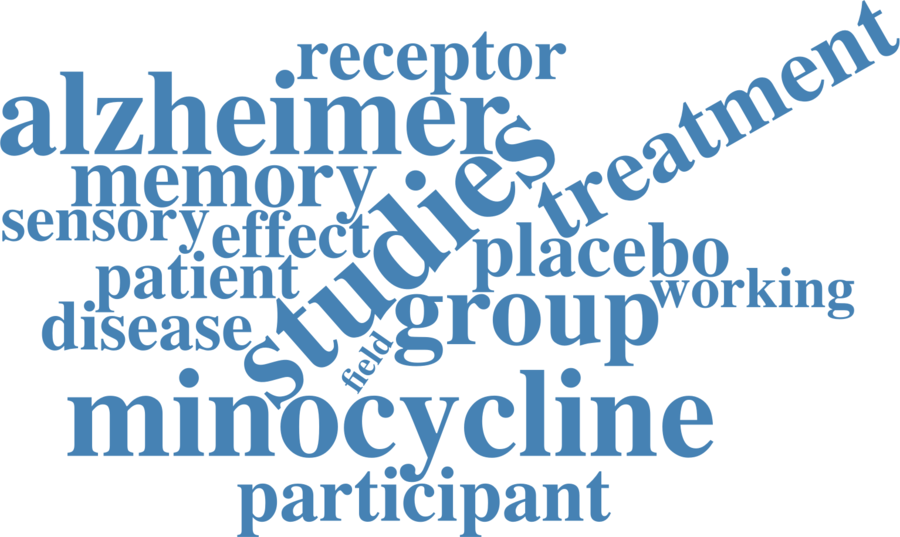 receptor
treatment
alzheimer
studies
memory
sensory
effect
placebo
patient
working
disease
group
field
minocycline
participant